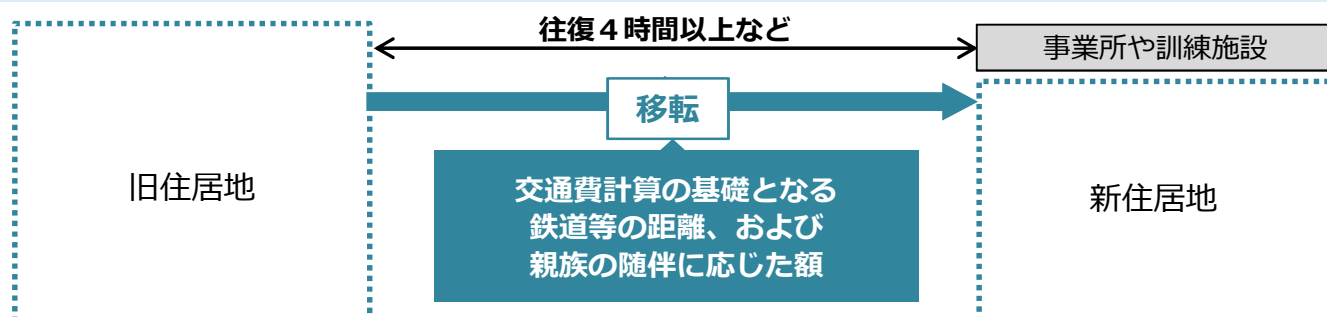 往復４時間以上など
事業所や訓練施設
移転
旧住居地
交通費計算の基礎となる
鉄道等の距離、および
親族の随伴に応じた額
新住居地